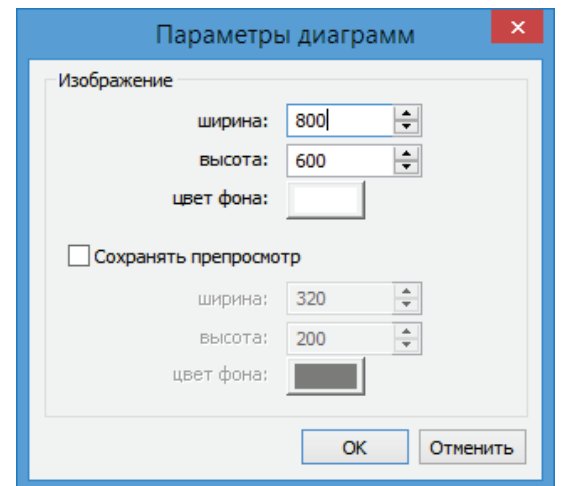 Параметры диаграмм
Изображение
ширина: 800
высота: 600
цвет фона:
Сохранять препросмотр
ширина: 320
высота: 200
цвет фона:
OK Отменить